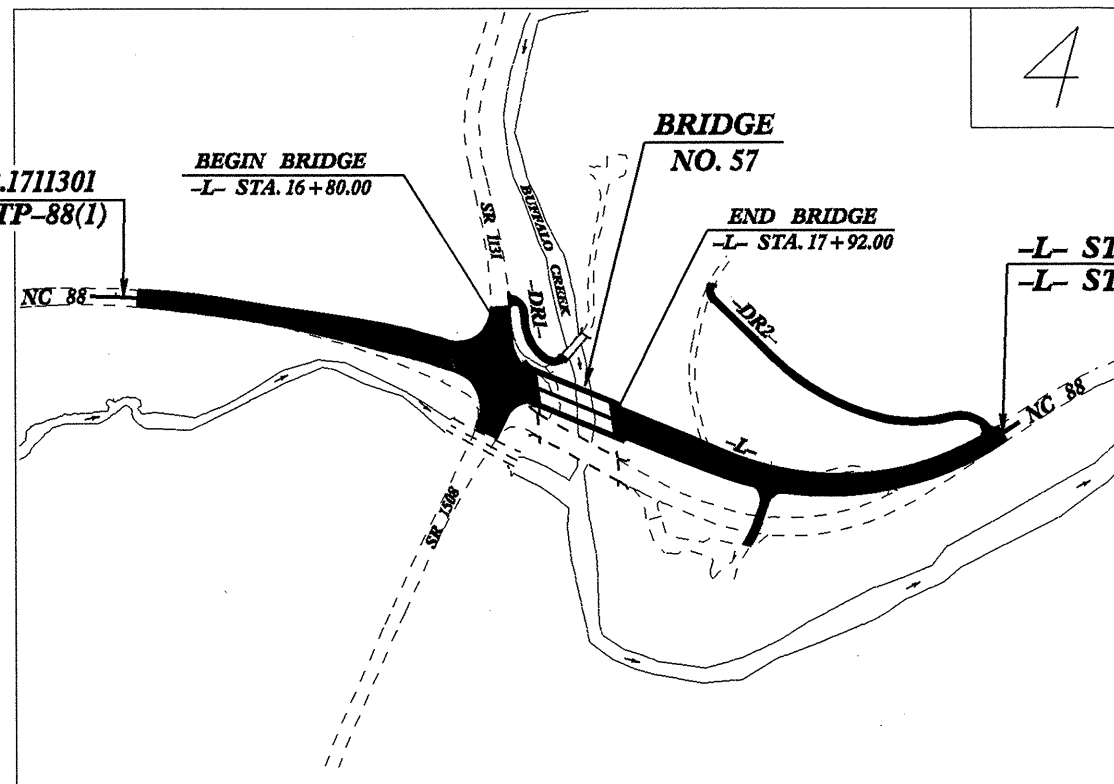 4
BRIDGE
NO. 57
BEGIN BRIDGE
-L- STA. 16+80.00
.1711301
TP-88(1)
END BRIDGE
-L- STA. 17+92.00
-L- ST
-L- ST
SR 1131
BUFFALO CREEK
-DR1-
-DR2-
NC 88
NC 88
-L-
SR 1508